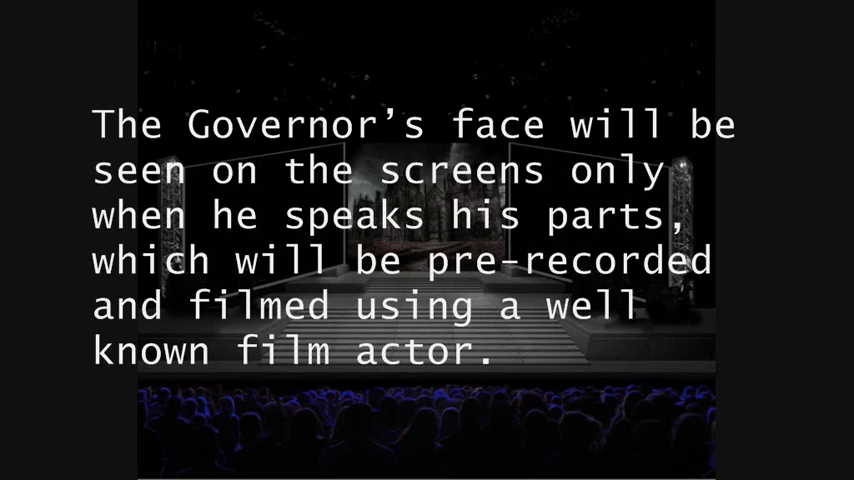 The Governor’s face will be
seen on the screens only
when he speaks his parts,
which will be pre-recorded
and filmed using a well
known film actor.